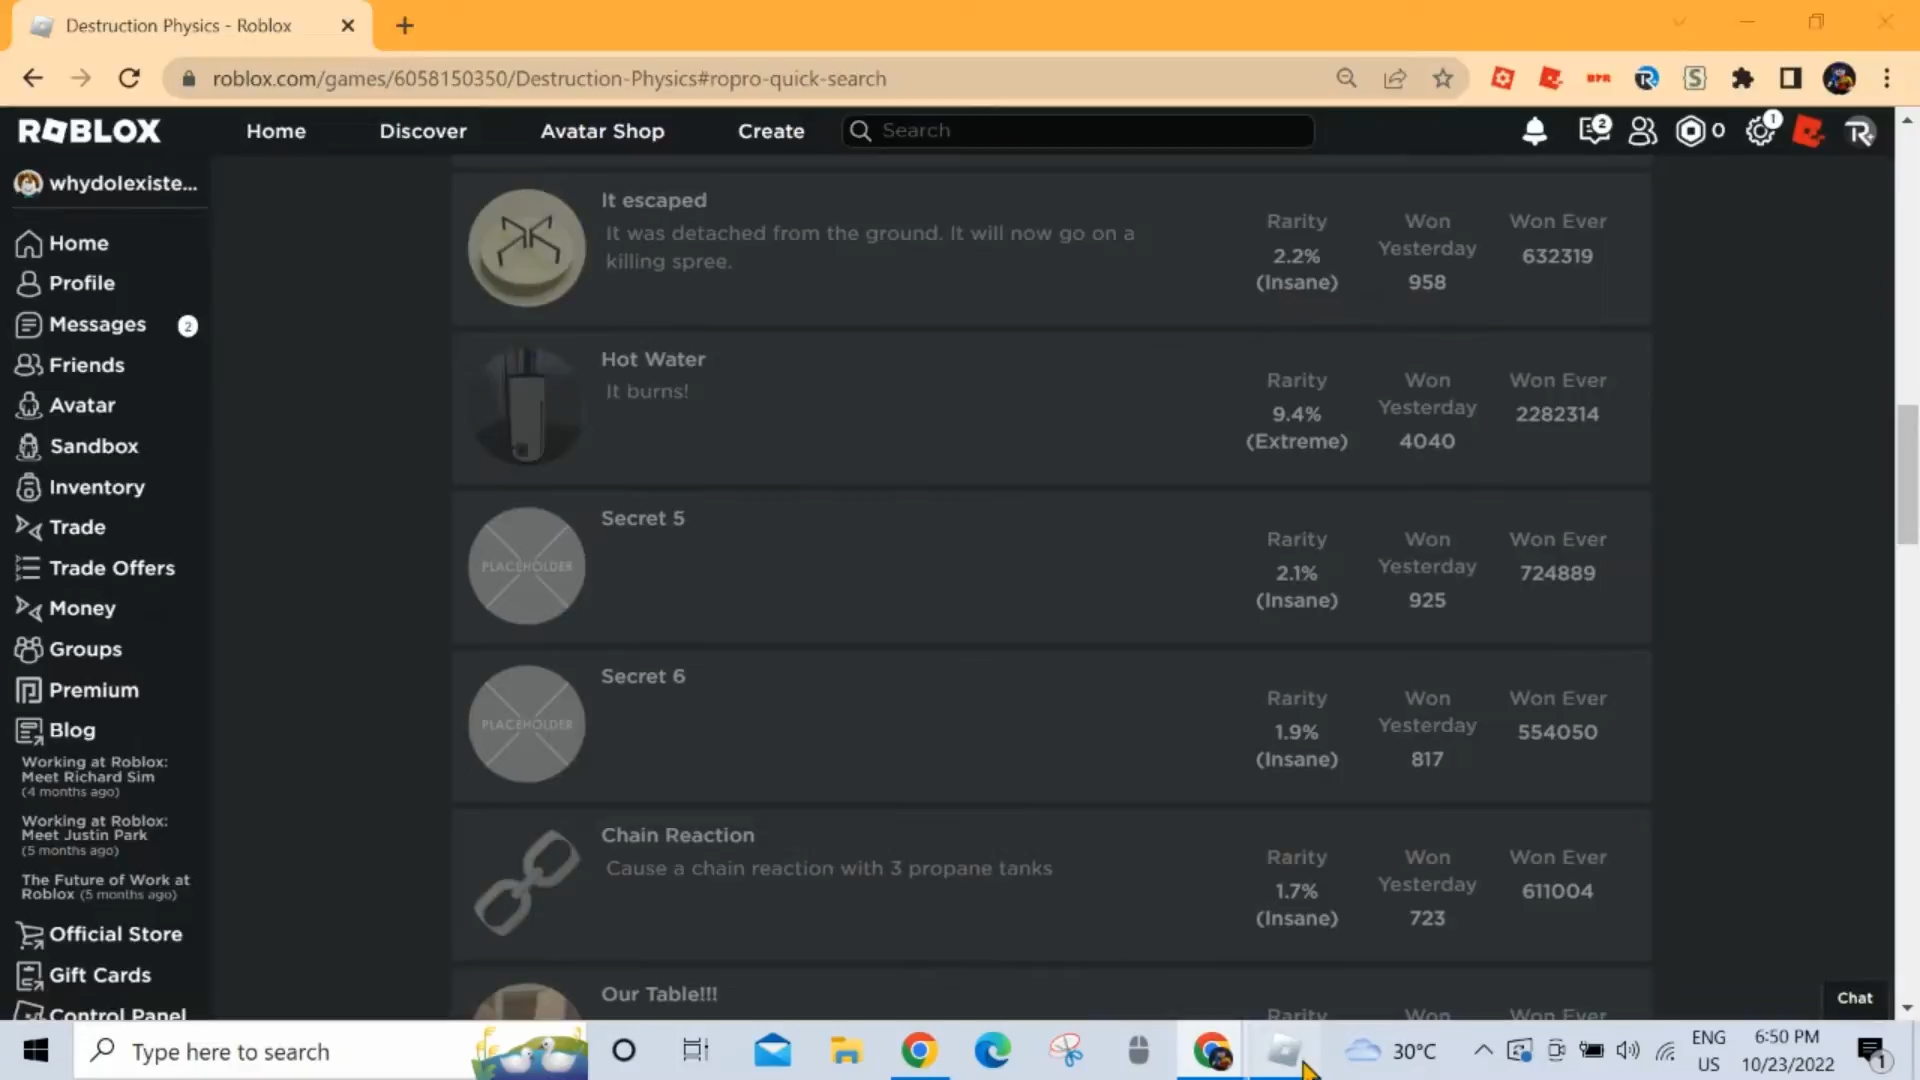 Destruction Physics - Roblox
roblox.com/games/6058150350/Destruction-Physics#ropro-quick-search
ROBLOX
Home
Discover
Avatar Shop
Create
Search
2
0
1
whydoIexiste...
Home
Profile
Messages
2
Friends
Avatar
Sandbox
Inventory
Trade
Trade Offers
Money
Groups
Premium
Blog
Working at Roblox:
Meet Richard Sim
(4 months ago)
Working at Roblox:
Meet Justin Park
(5 months ago)
The Future of Work at
Roblox (5 months ago)
Official Store
Gift Cards
Control Panel
It escaped
It was detached from the ground. It will now go on a
killing spree.
Rarity
2.2%
(Insane)
Won
Yesterday
958
Won Ever
632319
Hot Water
It burns!
Rarity
9.4%
(Extreme)
Won
Yesterday
4040
Won Ever
2282314
PLACEHOLDER
Secret 5
Rarity
2.1%
(Insane)
Won
Yesterday
925
Won Ever
724889
PLACEHOLDER
Secret 6
Rarity
1.9%
(Insane)
Won
Yesterday
817
Won Ever
554050
Chain Reaction
Cause a chain reaction with 3 propane tanks
Rarity
1.7%
(Insane)
Won
Yesterday
723
Won Ever
611004
Our Table!!!
Rarity
Won
Won Ever
Chat
Type here to search
30°C
ENG
US
6:50 PM
10/23/2022
1